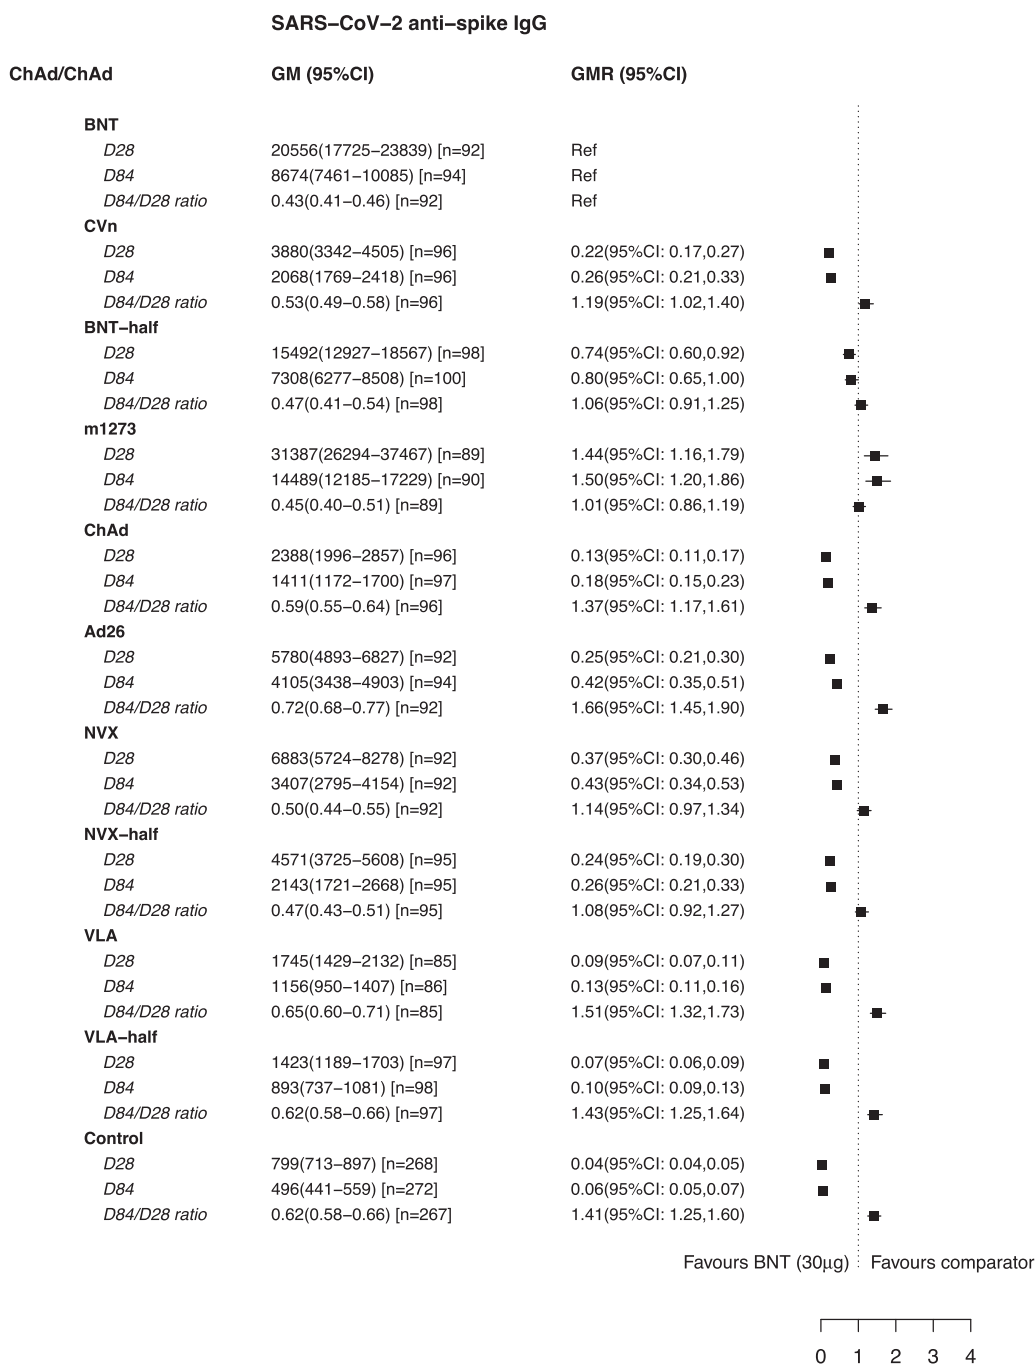 SARS−CoV−2 anti−spike IgG
ChAd/ChAd GM (95%CI) GMR (95%CI)
BNT
D28 20556(17725−23839) [n=92] Ref
D84 8674(7461−10085) [n=94] Ref
D84/D28 ratio 0.43(0.41−0.46) [n=92] Ref
CVn
D28 3880(3342−4505) [n=96] 0.22(95%CI: 0.17,0.27)
D84 2068(1769−2418) [n=96] 0.26(95%CI: 0.21,0.33)
D84/D28 ratio 0.53(0.49−0.58) [n=96] 1.19(95%CI: 1.02,1.40)
BNT−half
D28 15492(12927−18567) [n=98] 0.74(95%CI: 0.60,0.92)
D84 7308(6277−8508) [n=100] 0.80(95%CI: 0.65,1.00)
D84/D28 ratio 0.47(0.41−0.54) [n=98] 1.06(95%CI: 0.91,1.25)
m1273
D28 31387(26294−37467) [n=89] 1.44(95%CI: 1.16,1.79)
D84 14489(12185−17229) [n=90] 1.50(95%CI: 1.20,1.86)
D84/D28 ratio 0.45(0.40−0.51) [n=89] 1.01(95%CI: 0.86,1.19)
ChAd
D28 2388(1996−2857) [n=96] 0.13(95%CI: 0.11,0.17)
D84 1411(1172−1700) [n=97] 0.18(95%CI: 0.15,0.23)
D84/D28 ratio 0.59(0.55−0.64) [n=96] 1.37(95%CI: 1.17,1.61)
Ad26
D28 5780(4893−6827) [n=92] 0.25(95%CI: 0.21,0.30)
D84 4105(3438−4903) [n=94] 0.42(95%CI: 0.35,0.51)
D84/D28 ratio 0.72(0.68−0.77) [n=92] 1.66(95%CI: 1.45,1.90)
NVX
D28 6883(5724−8278) [n=92] 0.37(95%CI: 0.30,0.46)
D84 3407(2795−4154) [n=92] 0.43(95%CI: 0.34,0.53)
D84/D28 ratio 0.50(0.44−0.55) [n=92] 1.14(95%CI: 0.97,1.34)
NVX−half
D28 4571(3725−5608) [n=95] 0.24(95%CI: 0.19,0.30)
D84 2143(1721−2668) [n=95] 0.26(95%CI: 0.21,0.33)
D84/D28 ratio 0.47(0.43−0.51) [n=95] 1.08(95%CI: 0.92,1.27)
VLA
D28 1745(1429−2132) [n=85] 0.09(95%CI: 0.07,0.11)
D84 1156(950−1407) [n=86] 0.13(95%CI: 0.11,0.16)
D84/D28 ratio 0.65(0.60−0.71) [n=85] 1.51(95%CI: 1.32,1.73)
VLA−half
D28 1423(1189−1703) [n=97] 0.07(95%CI: 0.06,0.09)
D84 893(737−1081) [n=98] 0.10(95%CI: 0.09,0.13)
D84/D28 ratio 0.62(0.58−0.66) [n=97] 1.43(95%CI: 1.25,1.64)
Control
D28 799(713−897) [n=268] 0.04(95%CI: 0.04,0.05)
D84 496(441−559) [n=272] 0.06(95%CI: 0.05,0.07)
D84/D28 ratio 0.62(0.58−0.66) [n=267] 1.41(95%CI: 1.25,1.60)
Favours BNT (30μg) Favours comparator
0 1 2 3 4